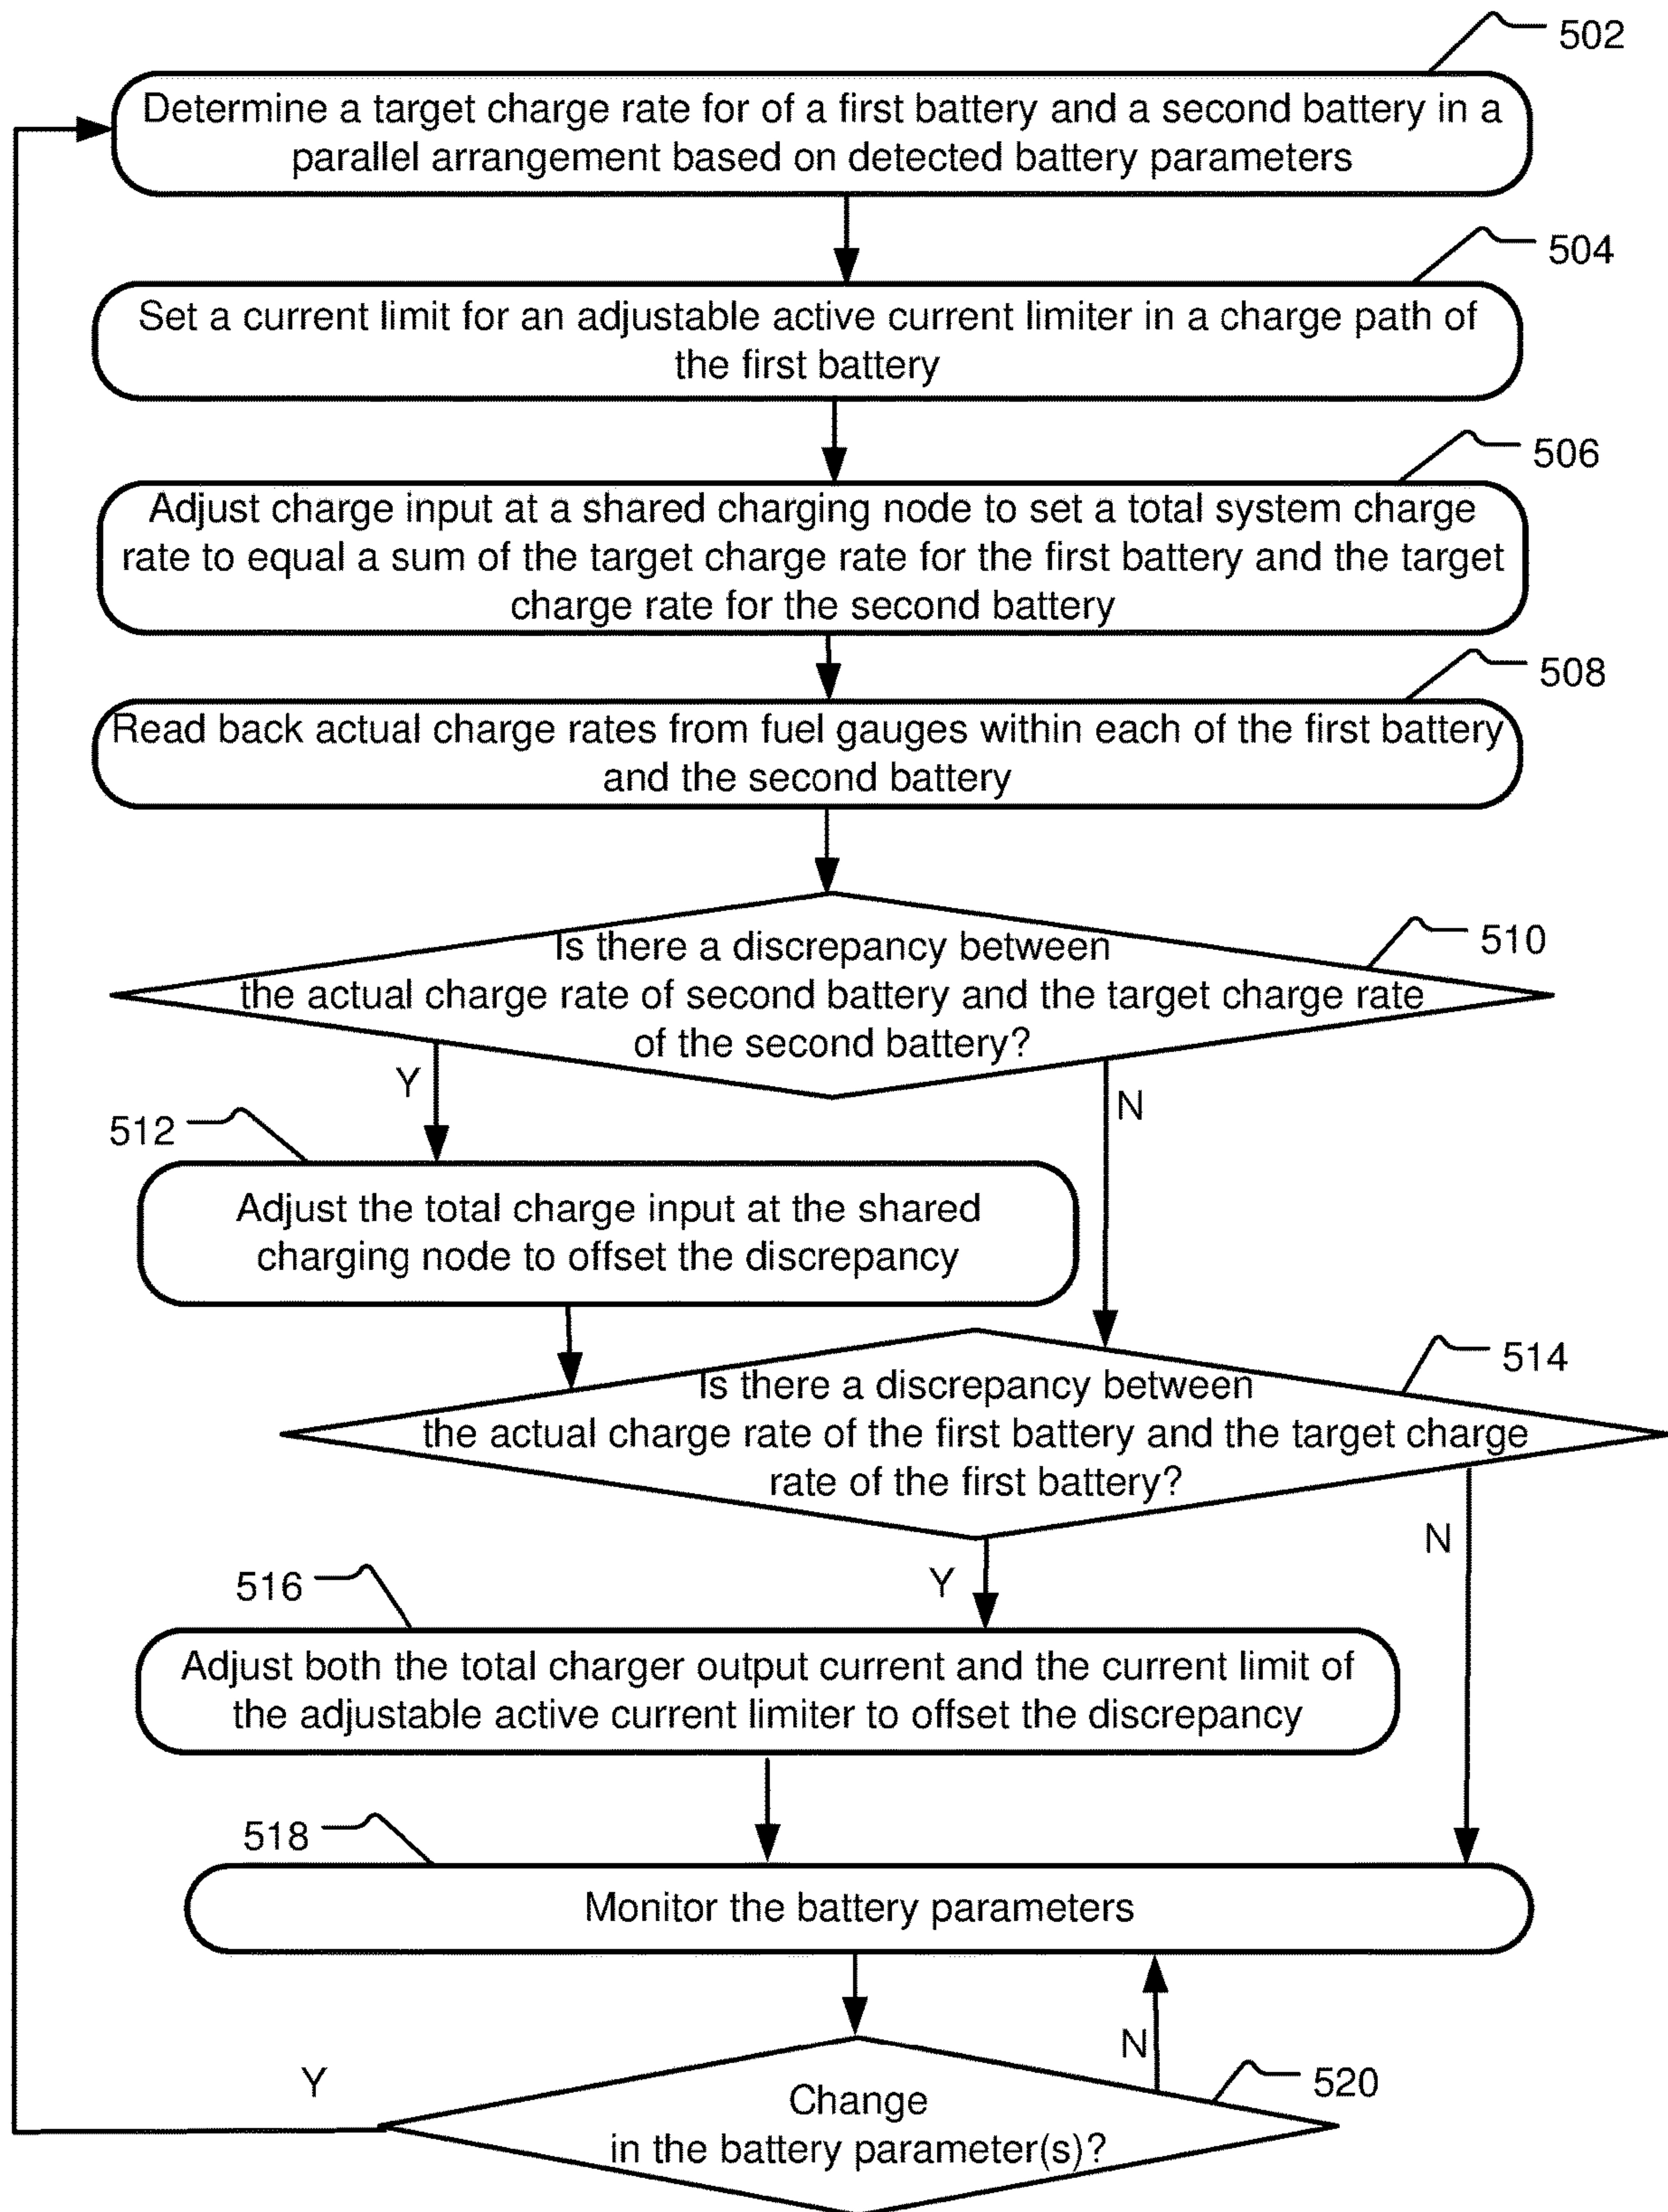 502
Determine a target charge rate for of a first battery and a second battery in a
parallel arrangement based on detected battery parameters
504
Set a current limit for an adjustable active current limiter in a charge path of
the first battery
506
Adjust charge input at a shared charging node to set a total system charge
rate to equal a sum of the target charge rate for the first battery and the target
charge rate for the second battery
508
Read back actual charge rates from fuel gauges within each of the first battery
and the second battery
510
Is there a discrepancy between
the actual charge rate of second battery and the target charge rate
of the second battery?
Y
N
512
Adjust the total charge input at the shared
charging node to offset the discrepancy
514
Is there a discrepancy between
the actual charge rate of the first battery and the target charge
rate of the first battery?
N
Y
516
Adjust both the total charger output current and the current limit of
the adjustable active current limiter to offset the discrepancy
518
Monitor the battery parameters
N
Y
520
Change
in the battery parameter(s)?